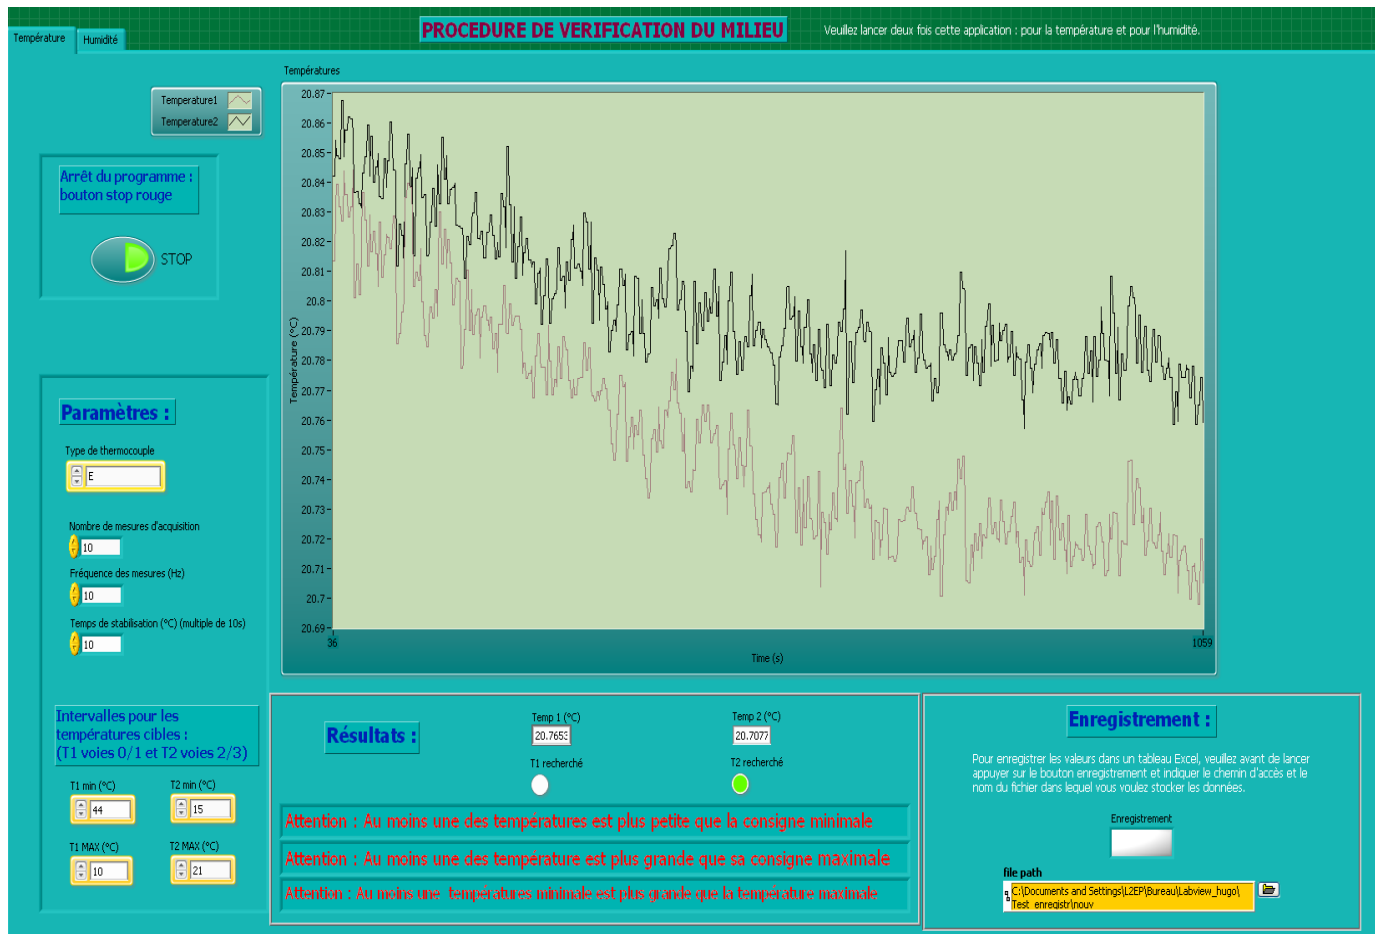 PROCEDURE DE VERIFICATION DU MILIEU
Veuillez lancer deux fois cette application : pour la température et pour l'humidité.
Température
Humidité
Températures
Temperature1
Temperature2
Arrêt du programme :
bouton stop rouge
STOP
Paramètres :
Type de thermocouple
E
Nombre de mesures d'acquisition
10
Fréquence des mesures (Hz)
10
Temps de stabilisation (°C) (multiple de 10s)
10
Intervalles pour les
températures cibles :
(T1 voies 0/1 et T2 voies 2/3)
T1 min (°C)
T2 min (°C)
44
15
T1 MAX (°C)
T2 MAX (°C)
10
21
Température (°C)
20.87
20.86
20.85
20.84
20.83
20.82
20.81
20.8
20.79
20.78
20.77
20.76
20.75
20.74
20.73
20.72
20.71
20.7
20.69
36
1059
Time (s)
Résultats :
Temp 1 (°C)
Temp 2 (°C)
20.7653
20.7077
T1 recherché
T2 recherché
Attention : Au moins une des températures est plus petite que la consigne minimale
Attention : Au moins une des température est plus grande que sa consigne maximale
Attention : Au moins une températures minimale est plus grande que la température maximale
Enregistrement :
Pour enregistrer les valeurs dans un tableau Excel, veuillez avant de lancer
appuyer sur le bouton enregistrement et indiquer le chemin d'accès et le
nom du fichier dans lequel vous voulez stocker les données.
Enregistrement
file path
C:\Documents and Settings\L2EP\Bureau\Labview_hugo\
Test enregistr\nouv